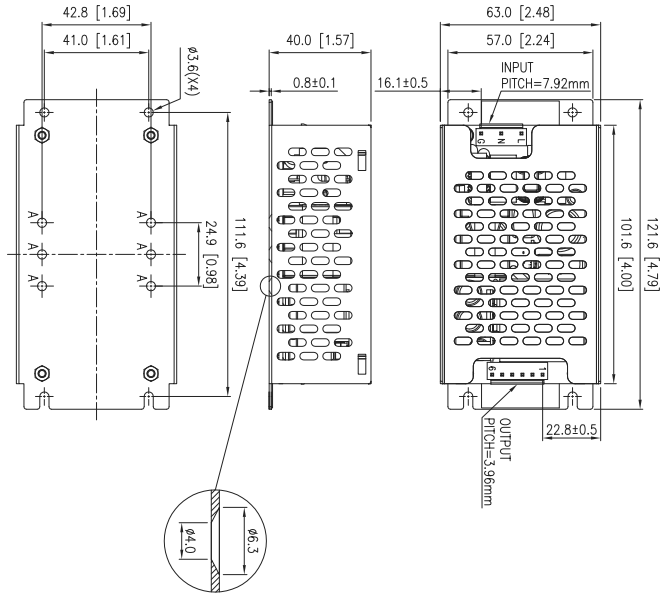 42.8 [1.69]
41.0 [1.61]
ø3.6(X4)
A
A
A
A
A
A
24.9 [0.98]
111.6 [4.39]
40.0 [1.57]
0.8±0.1
16.1±0.5
63.0 [2.48]
57.0 [2.24]
INPUT
PITCH=7.92mm
G N L
101.6 [4.00]
121.6 [4.79]
6 1
22.8±0.5
OUTPUT
PITCH=3.96mm
ø4.0
ø6.3